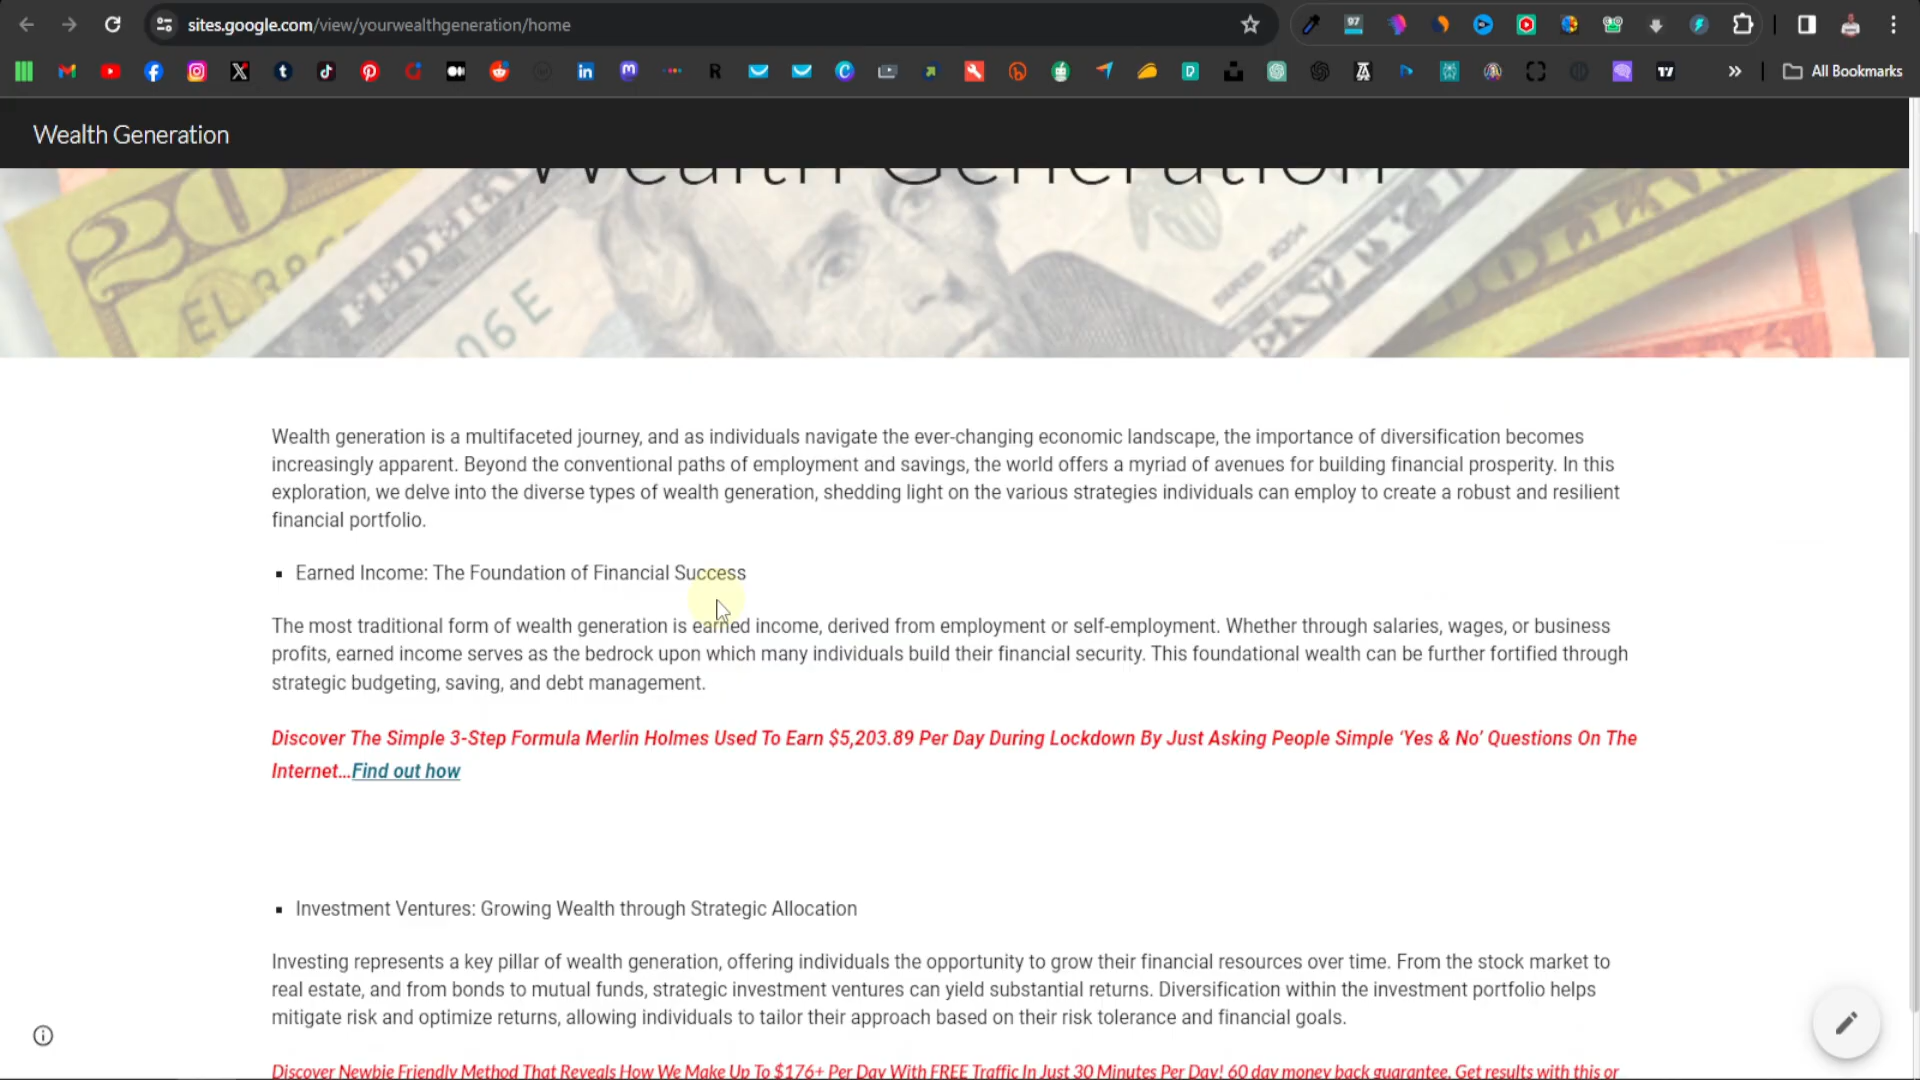 sites.google.com/view/yourwealthgeneration/home
97
All Bookmarks
Wealth Generation
Wealth Generation
20
FEDERAL
06E
SERIES 2004
Wealth generation is a multifaceted journey, and as individuals navigate the ever-changing economic landscape, the importance of diversification becomes
increasingly apparent. Beyond the conventional paths of employment and savings, the world offers a myriad of avenues for building financial prosperity. In this
exploration, we delve into the diverse types of wealth generation, shedding light on the various strategies individuals can employ to create a robust and resilient
financial portfolio.
▪ Earned Income: The Foundation of Financial Success
The most traditional form of wealth generation is earned income, derived from employment or self-employment. Whether through salaries, wages, or business
profits, earned income serves as the bedrock upon which many individuals build their financial security. This foundational wealth can be further fortified through
strategic budgeting, saving, and debt management.
Discover The Simple 3-Step Formula Merlin Holmes Used To Earn $5,203.89 Per Day During Lockdown By Just Asking People Simple ‘Yes & No’ Questions On The
Internet...Find out how
▪ Investment Ventures: Growing Wealth through Strategic Allocation
Investing represents a key pillar of wealth generation, offering individuals the opportunity to grow their financial resources over time. From the stock market to
real estate, and from bonds to mutual funds, strategic investment ventures can yield substantial returns. Diversification within the investment portfolio helps
mitigate risk and optimize returns, allowing individuals to tailor their approach based on their risk tolerance and financial goals.
Discover Newbie Friendly Method That Reveals How We Make Up To $176+ Per Day With FREE Traffic In Just 30 Minutes Per Day! 60 day money back guarantee. Get results with this or